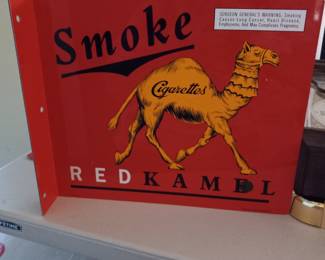 Smoke
SURGEON GENERAL'S WARNING: Smoking
Causes Lung Cancer, Heart Disease,
Emphysema, And May Complicate Pregnancy.
Cigarettes
RED KAMEL